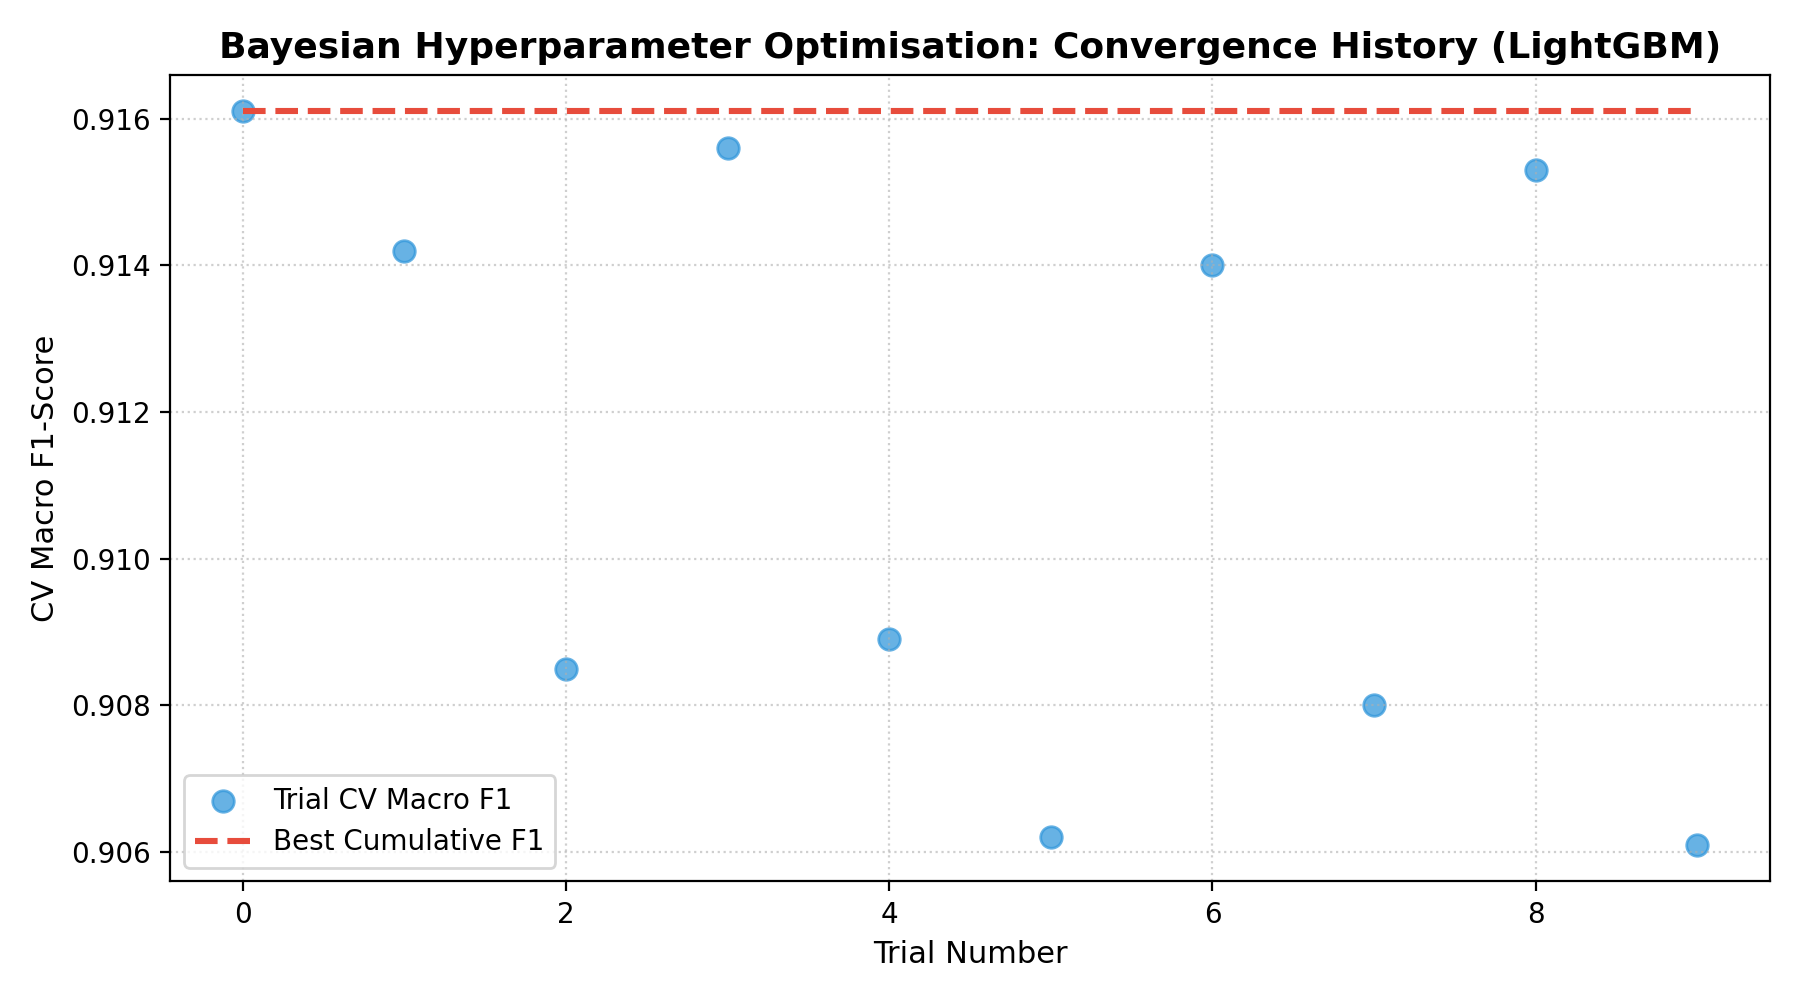 Bayesian Hyperparameter Optimisation: Convergence History (LightGBM)
CV Macro F1-Score
0.916
0.914
0.912
0.910
0.908
0.906
Trial CV Macro F1
Best Cumulative F1
0 2 4 6 8
Trial Number